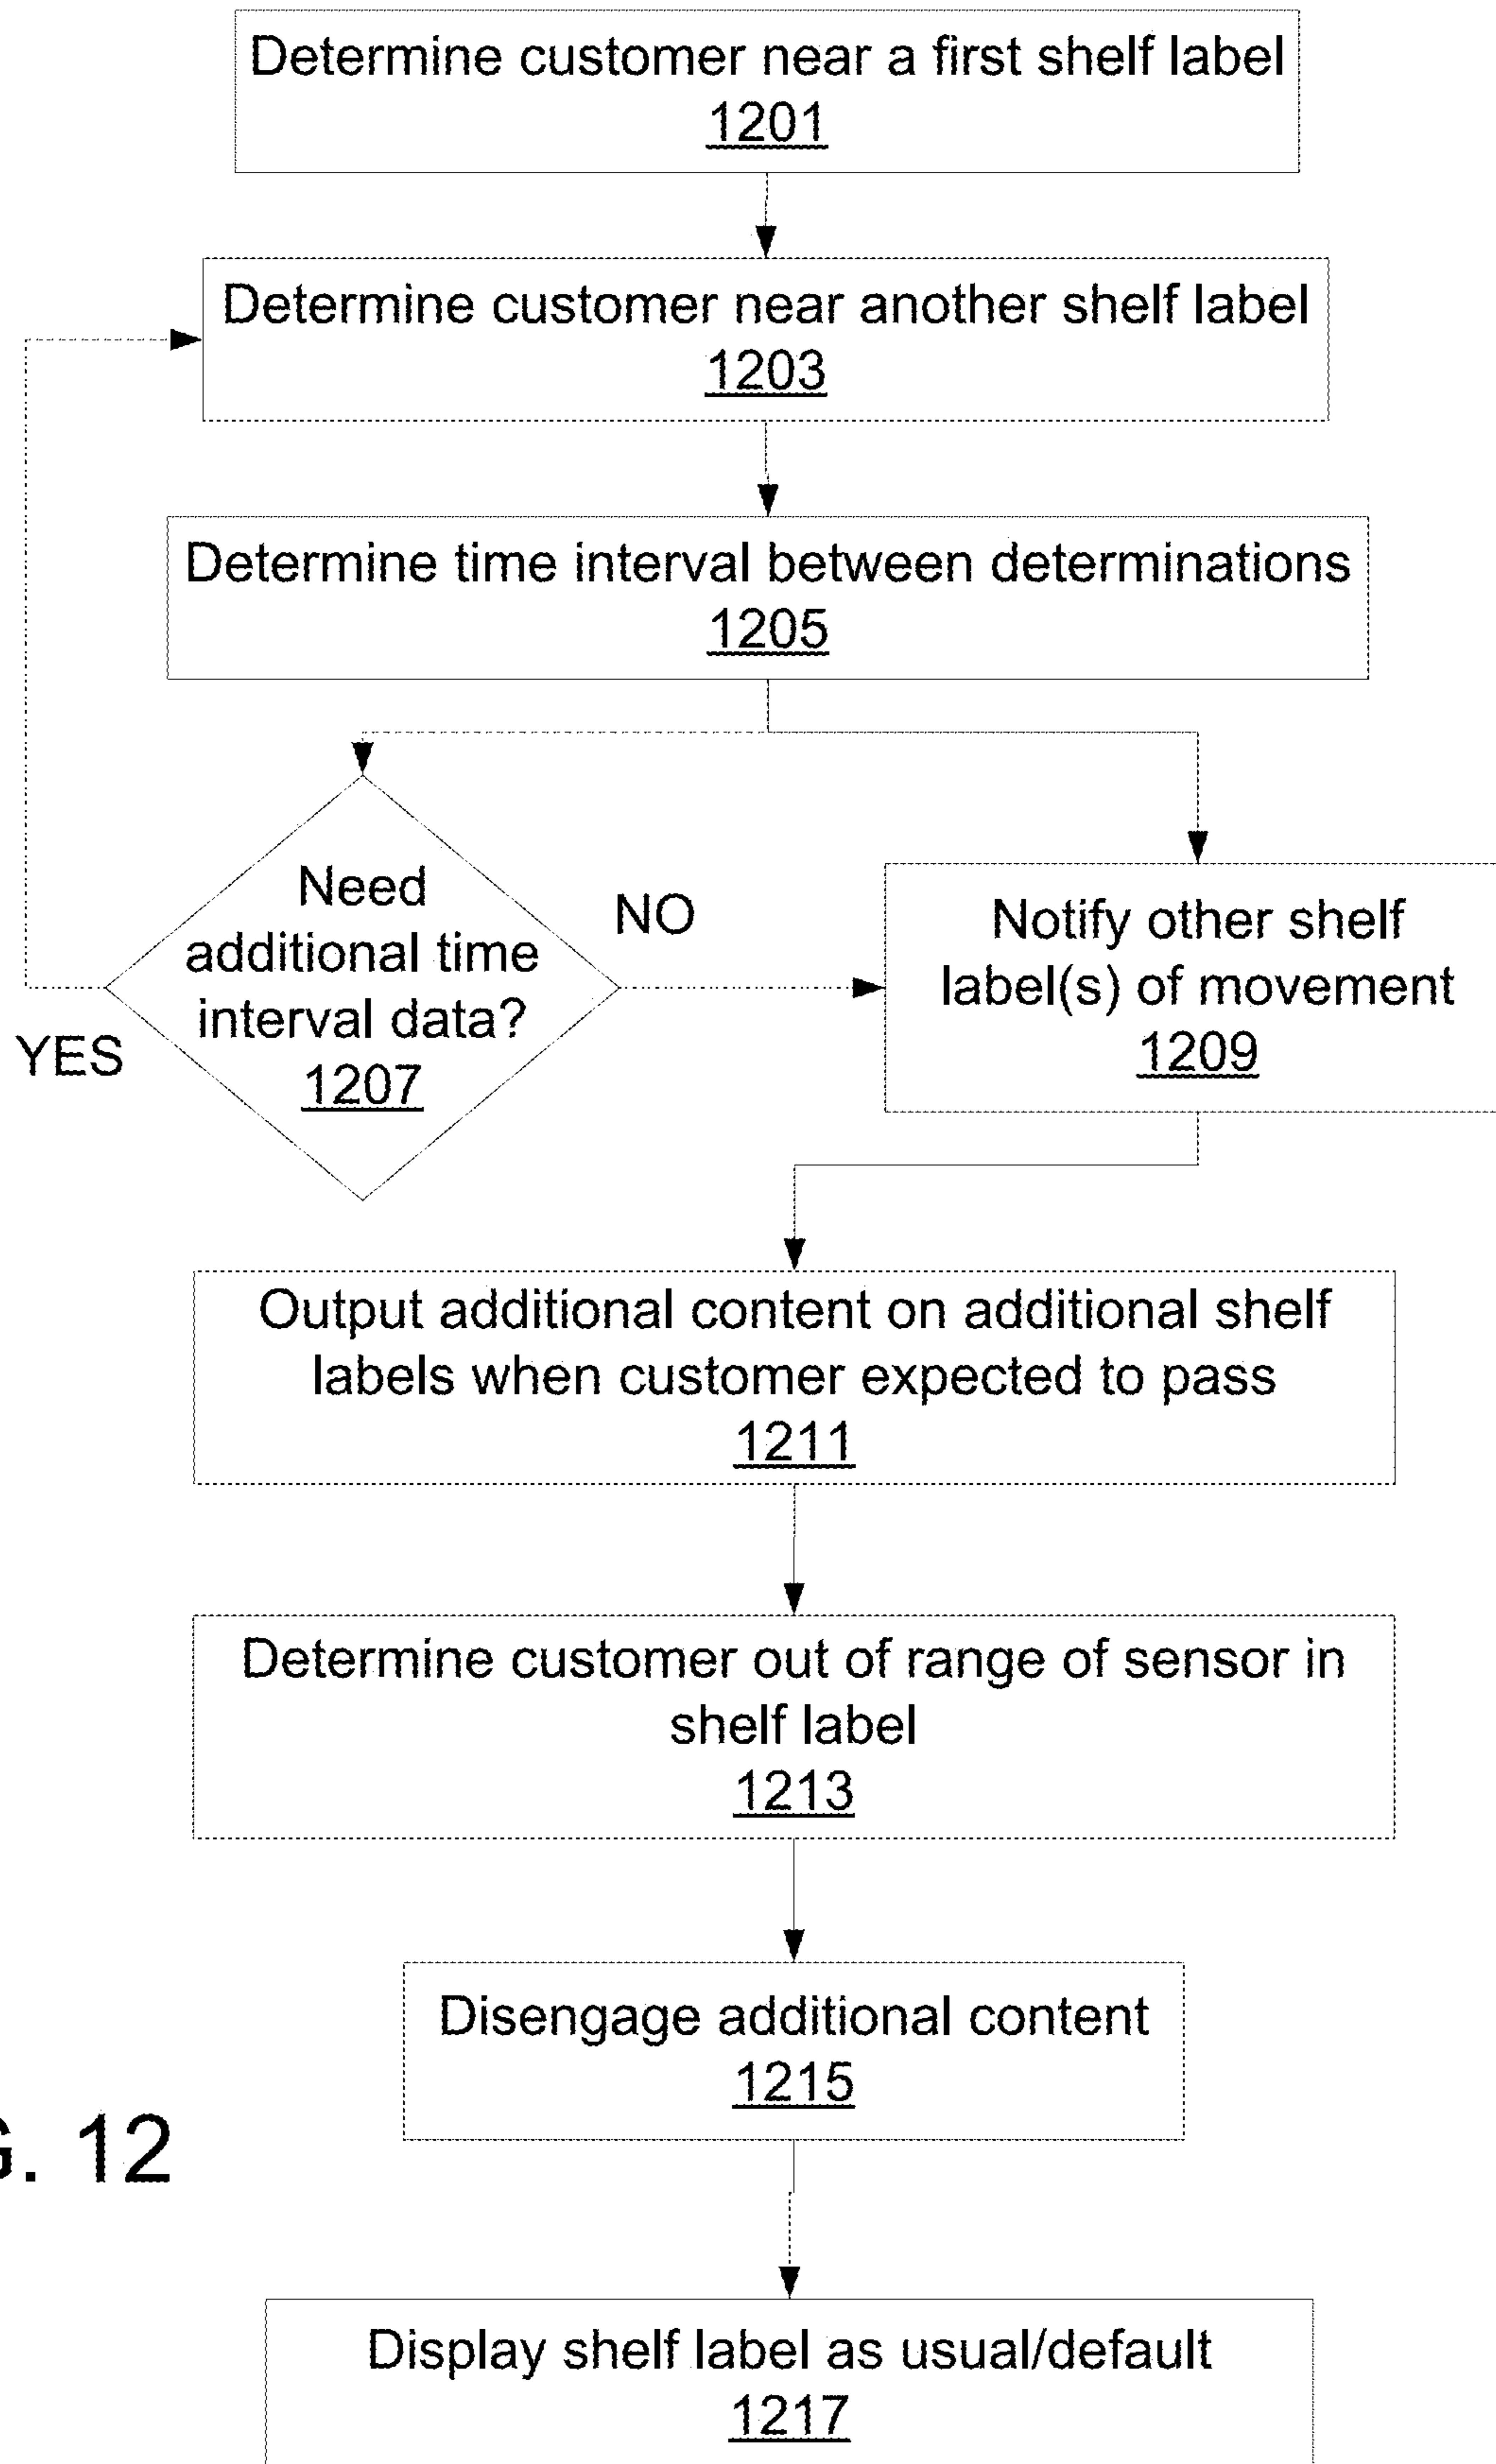 Determine customer near a first shelf label
1201
Determine customer near another shelf label
1203
Determine time interval between determinations
1205
Need
additional time
interval data?
1207
YES
NO
Notify other shelf
label(s) of movement
1209
Output additional content on additional shelf
labels when customer expected to pass
1211
Determine customer out of range of sensor in
shelf label
1213
Disengage additional content
1215
Display shelf label as usual/default
1217
G. 12